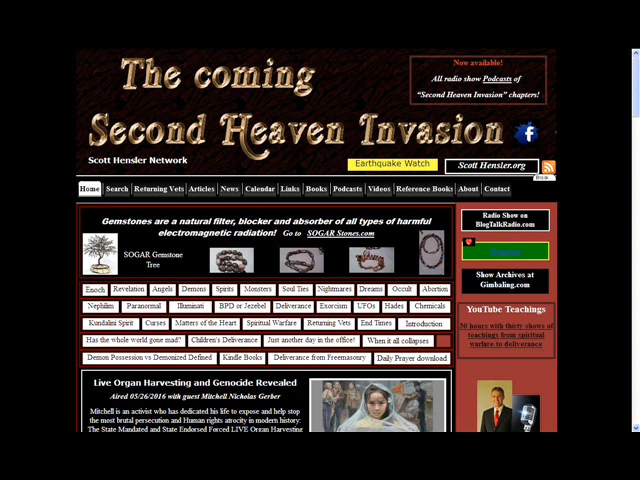 The coming
Second Heaven Invasion
Now available!
All radio show Podcasts of
"Second Heaven Invasion" chapters!
Scott Hensler Network
Earthquake Watch
Scott Hensler.org
Home Search Returning Vets Articles News Calendar Links Books Podcasts Videos Reference Books About Contact
Gemstones are a natural filter, blocker and absorber of all types of harmful
electromagnetic radiation! Go to SOGAR Stones.com
SOGAR Gemstone
Tree
Enoch Revelation Angels Demons Spirits Monsters Soul Ties Nightmares Dreams Occult Abortion
Nephilim Paranormal Illuminati BPD or Jezebel Deliverance Exorcism UFOs Hades Chemicals
Kundalini Spirit Curses Matters of the Heart Spiritual Warfare Returning Vets End Times Introduction
Has the whole world gone mad? Children's Deliverance Just another day in the office! When it all collapses
Demon Possession vs Demonized Defined Kindle Books Deliverance from Freemasonry Daily Prayer download
Live Organ Harvesting and Genocide Revealed
Aired 05/26/2016 with guest Mitchell Nicholas Gerber
Mitchell is an activist who has dedicated his life to expose and help stop
the most brutal persecution and Human rights atrocity in modern history:
The State Mandated and State Endorsed Forced LIVE Organ Harvesting
Radio Show on
BlogTalkRadio.com
Show Archives at
Gimbaling.com
YouTube Teachings
30 hours with thirty shows of
teachings from spiritual
warfare to deliverance